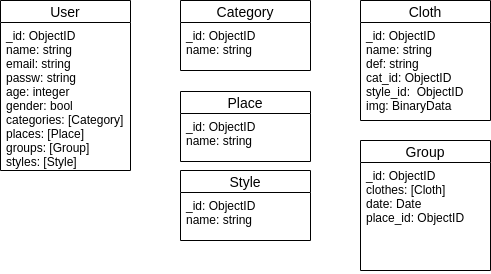 User
_id: ObjectID
name: string
email: string
passw: string
age: integer
gender: bool
categories: [Category]
places: [Place]
groups: [Group]
styles: [Style]
Category
_id: ObjectID
name: string
Place
_id: ObjectID
name: string
Style
_id: ObjectID
name: string
Cloth
_id: ObjectID
name: string
def: string
cat_id: ObjectID
style_id: ObjectID
img: BinaryData
Group
_id: ObjectID
clothes: [Cloth]
date: Date
place_id: ObjectID